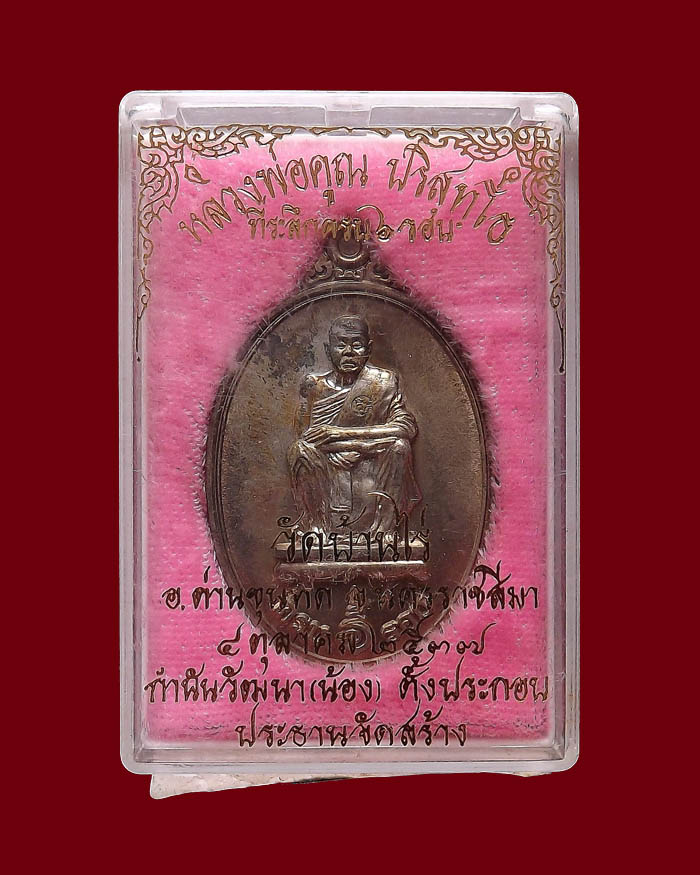 หลวงพ่อคูณ ปริสุทโธ
ที่ระลึกครบ ๖ รอบ
วัดบ้านไร่
อ.ด่านขุนทด จ.นครราชสีมา
๔ ตุลาคม ๒๕๓๗
กำนันวัฒนา(น้อง) ตั้งประกอบ
ประธานจัดสร้าง